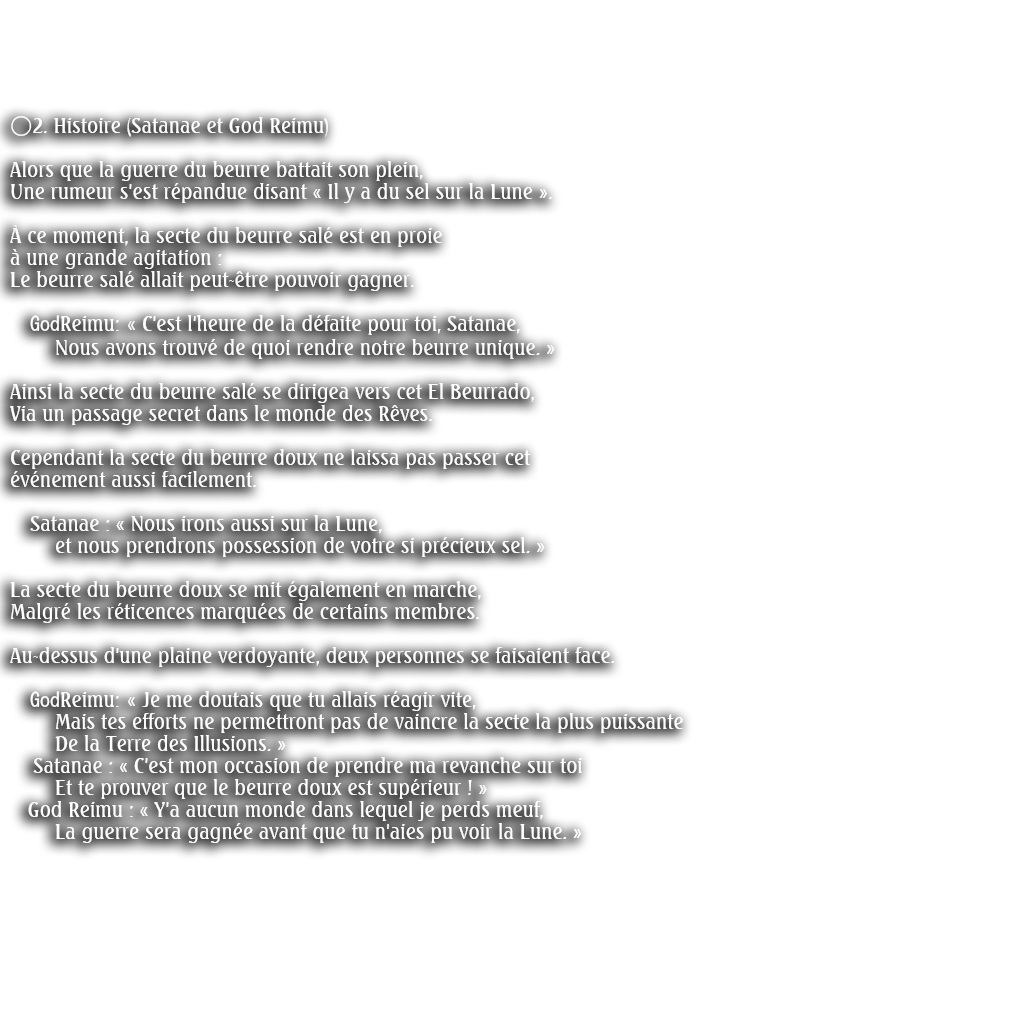 ○2. Histoire (Satanae et God Reimu)
Alors que la guerre du beurre battait son plein,
Une rumeur s'est répandue disant « Il y a du sel sur la Lune ».
À ce moment, la secte du beurre salé est en proie
à une grande agitation :
Le beurre salé allait peut-être pouvoir gagner.
GodReimu: « C'est l'heure de la défaite pour toi, Satanae,
Nous avons trouvé de quoi rendre notre beurre unique. »
Ainsi la secte du beurre salé se dirigea vers cet El Beurrado,
Via un passage secret dans le monde des Rêves.
Cependant la secte du beurre doux ne laissa pas passer cet
événement aussi facilement.
Satanae : « Nous irons aussi sur la Lune,
et nous prendrons possession de votre si précieux sel. »
La secte du beurre doux se mit également en marche,
Malgré les réticences marquées de certains membres.
Au-dessus d'une plaine verdoyante, deux personnes se faisaient face.
GodReimu: « Je me doutais que tu allais réagir vite,
Mais tes efforts ne permettront pas de vaincre la secte la plus puissante
De la Terre des Illusions. »
Satanae : « C'est mon occasion de prendre ma revanche sur toi
Et te prouver que le beurre doux est supérieur ! »
God Reimu : « Y'a aucun monde dans lequel je perds meuf,
La guerre sera gagnée avant que tu n'aies pu voir la Lune. »